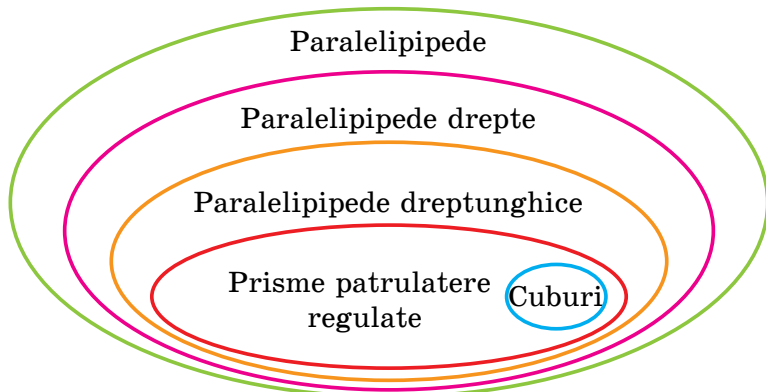 Paralelipipede
Paralelipipede drepte
Paralelipipede dreptunghice
Prisme patrulatere
regulate
Cuburi